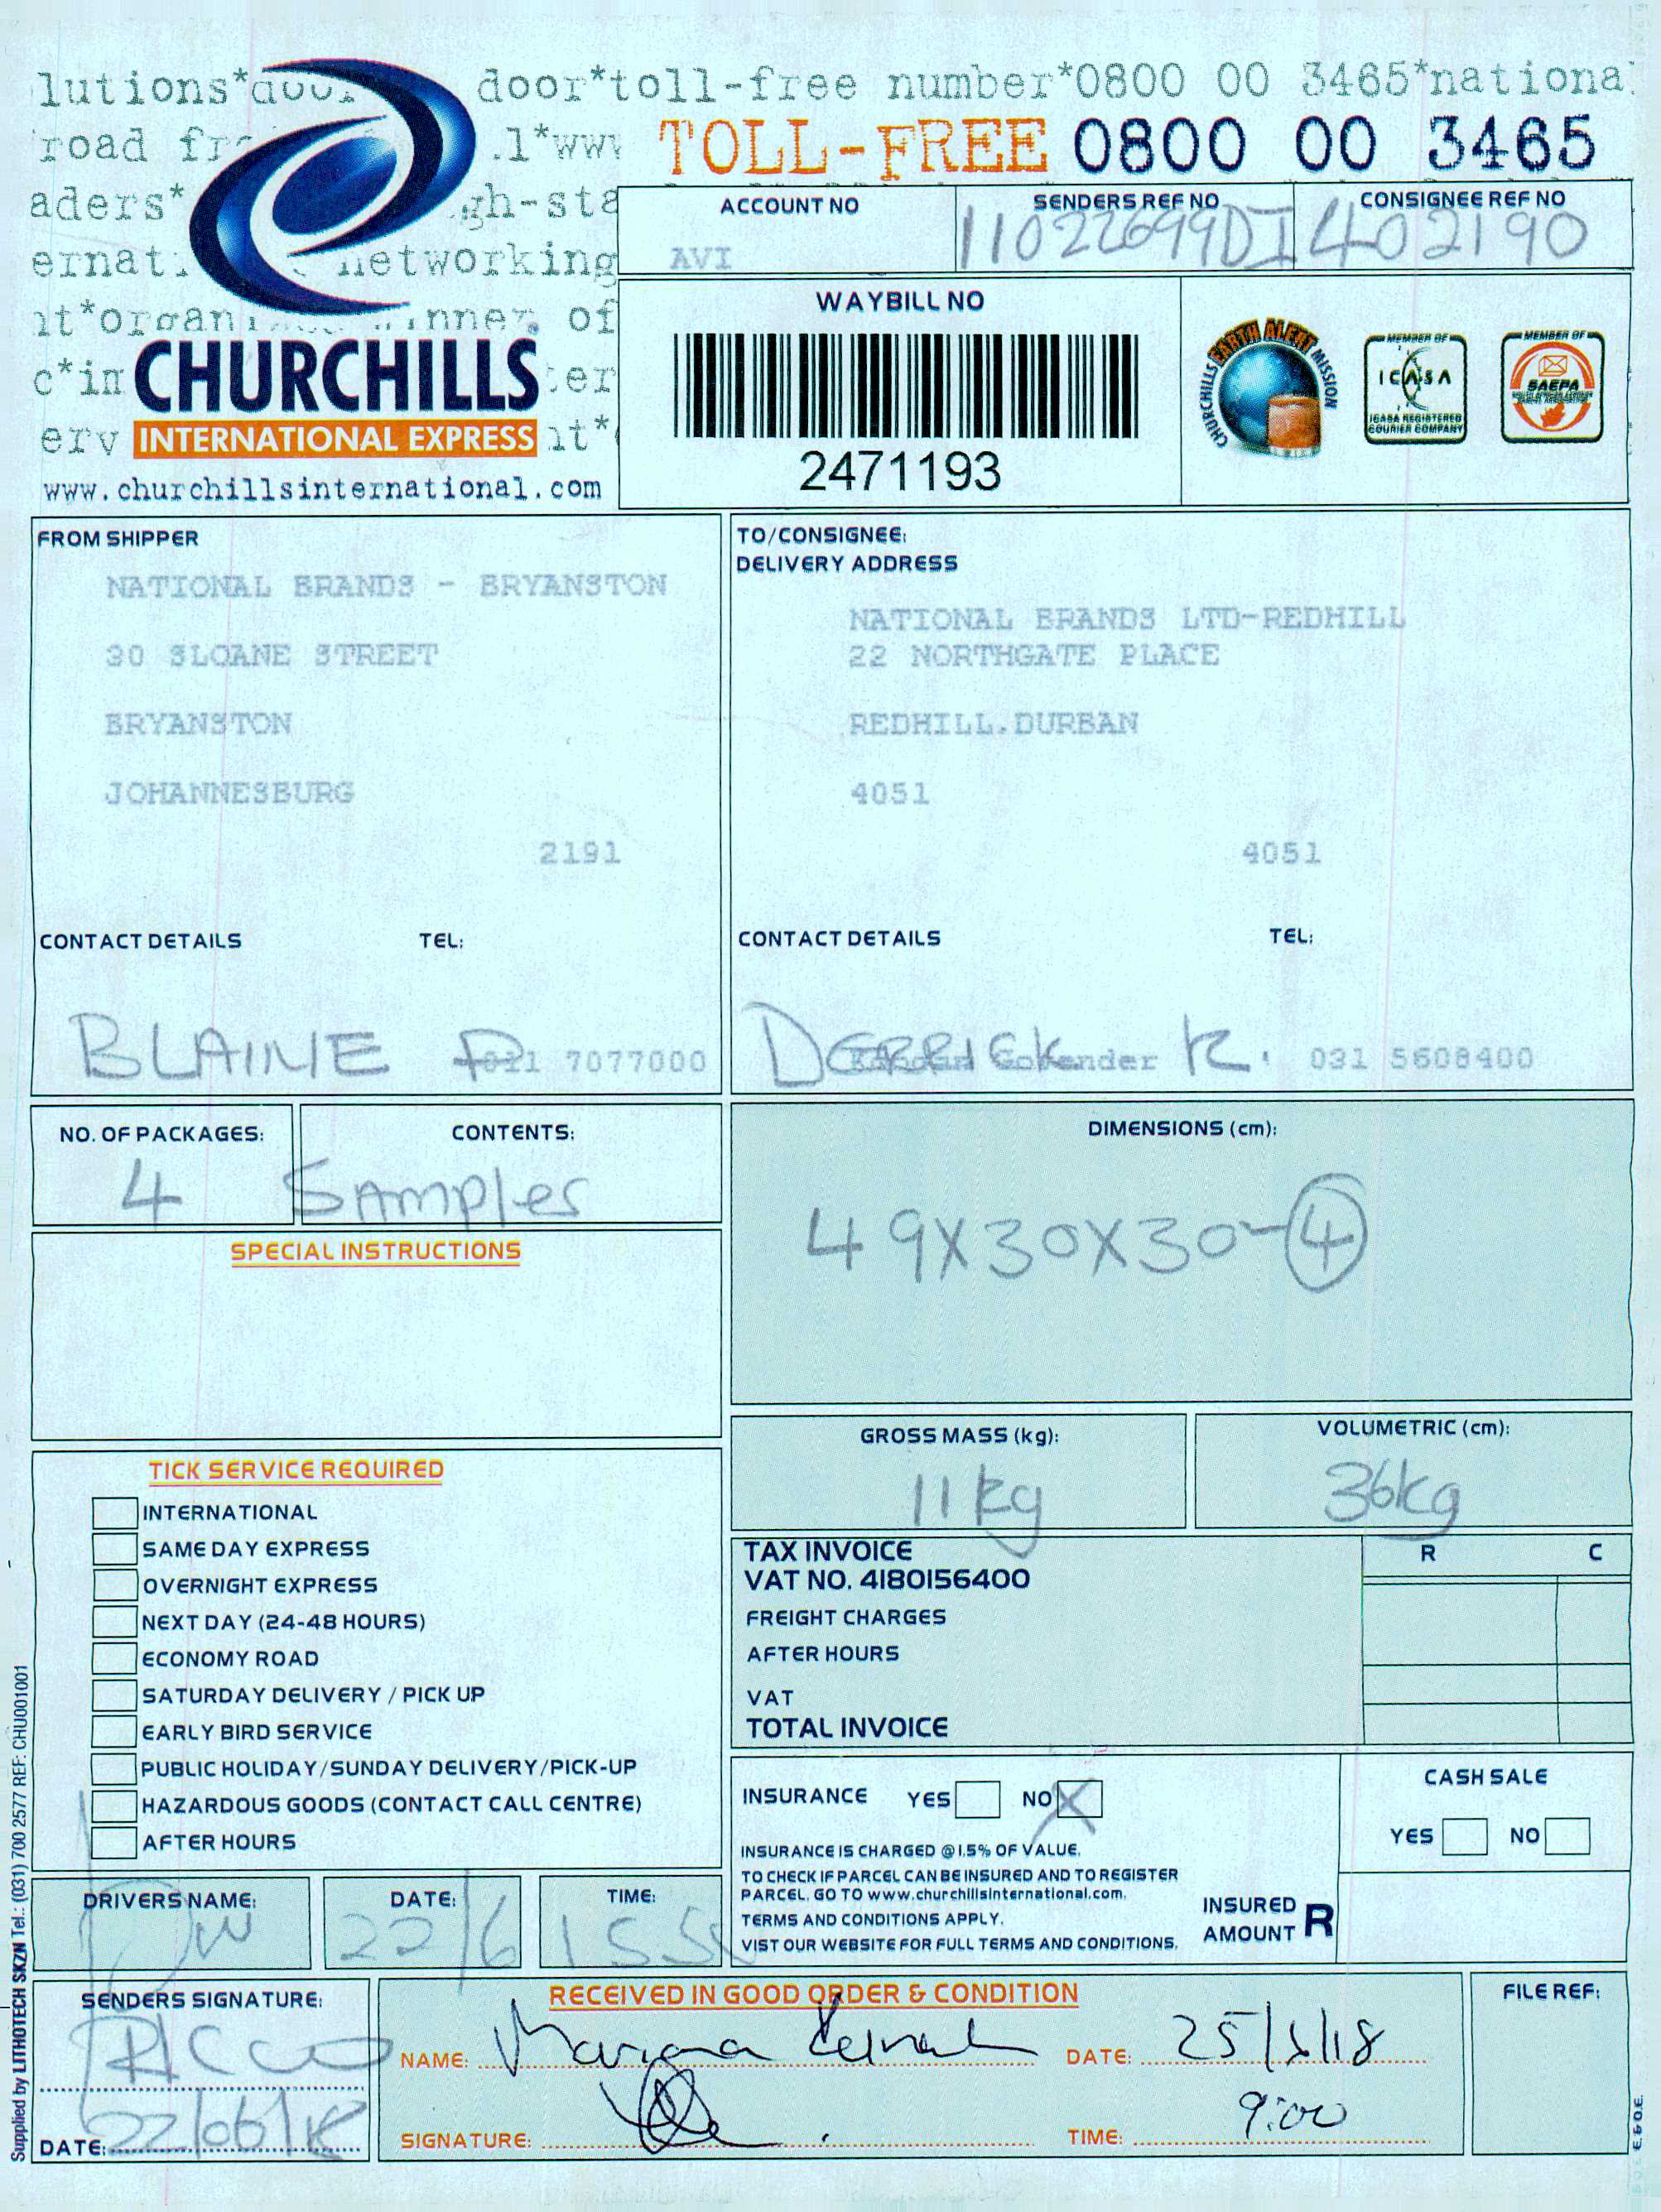 lutions*door door*toll-free number*0800 00 3465*national
road .l*www
TOLL-FREE 0800 00 3465
aders* gh-sta
ernat networking
nt*organ inner of
c*in ter
erv nt*
CHURCHILLS
INTERNATIONAL EXPRESS
www.churchillsinternational.com
ACCOUNT NO
AVI
SENDERS REF NO
11022699DI
CONSIGNEE REF NO
402190
WAYBILL NO
2471193
CHURCHILLS EARTH ALERT MISSION
MEMBER OF
ICASA
ICASA REGISTERED
COURIER COMPANY
MEMBER OF
SAEPA
FROM SHIPPER
NATIONAL BRANDS - BRYANSTON
30 SLOANE STREET
BRYANSTON
JOHANNESBURG
2191
CONTACT DETAILS TEL:
BLAINE P 011 7077000
TO/CONSIGNEE:
DELIVERY ADDRESS
NATIONAL BRANDS LTD-REDHILL
22 NORTHGATE PLACE
REDHILL.DURBAN
4051
4051
CONTACT DETAILS TEL:
DERRICK K. 031 5608400
NO. OF PACKAGES:
4
CONTENTS:
Samples
DIMENSIONS (cm):
49X30X30-4
SPECIAL INSTRUCTIONS
GROSS MASS (kg):
11kg
VOLUMETRIC (cm):
36kg
TICK SERVICE REQUIRED
INTERNATIONAL
SAME DAY EXPRESS
OVERNIGHT EXPRESS
NEXT DAY (24-48 HOURS)
ECONOMY ROAD
SATURDAY DELIVERY / PICK UP
EARLY BIRD SERVICE
PUBLIC HOLIDAY/SUNDAY DELIVERY/PICK-UP
HAZARDOUS GOODS (CONTACT CALL CENTRE)
AFTER HOURS
TAX INVOICE R C
VAT NO. 4180156400
FREIGHT CHARGES
AFTER HOURS
VAT
TOTAL INVOICE
INSURANCE YES NO X
INSURANCE IS CHARGED @ 1.5% OF VALUE.
TO CHECK IF PARCEL CAN BE INSURED AND TO REGISTER
PARCEL, GO TO www.churchillsinternational.com.
TERMS AND CONDITIONS APPLY.
VIST OUR WEBSITE FOR FULL TERMS AND CONDITIONS.
CASH SALE
YES NO
INSURED
AMOUNT R
DRIVERS NAME:
DATE:
22/6
TIME:
SENDERS SIGNATURE:
DATE: 22/06/18
RECEIVED IN GOOD ORDER & CONDITION
NAME: Mariana
DATE: 25/6/18
SIGNATURE:
TIME: 9:00
FILE REF:
Supplied by LITHOTECH SKZN Tel.: (031) 700 2577 REF: CHU001001
E.&O.E.